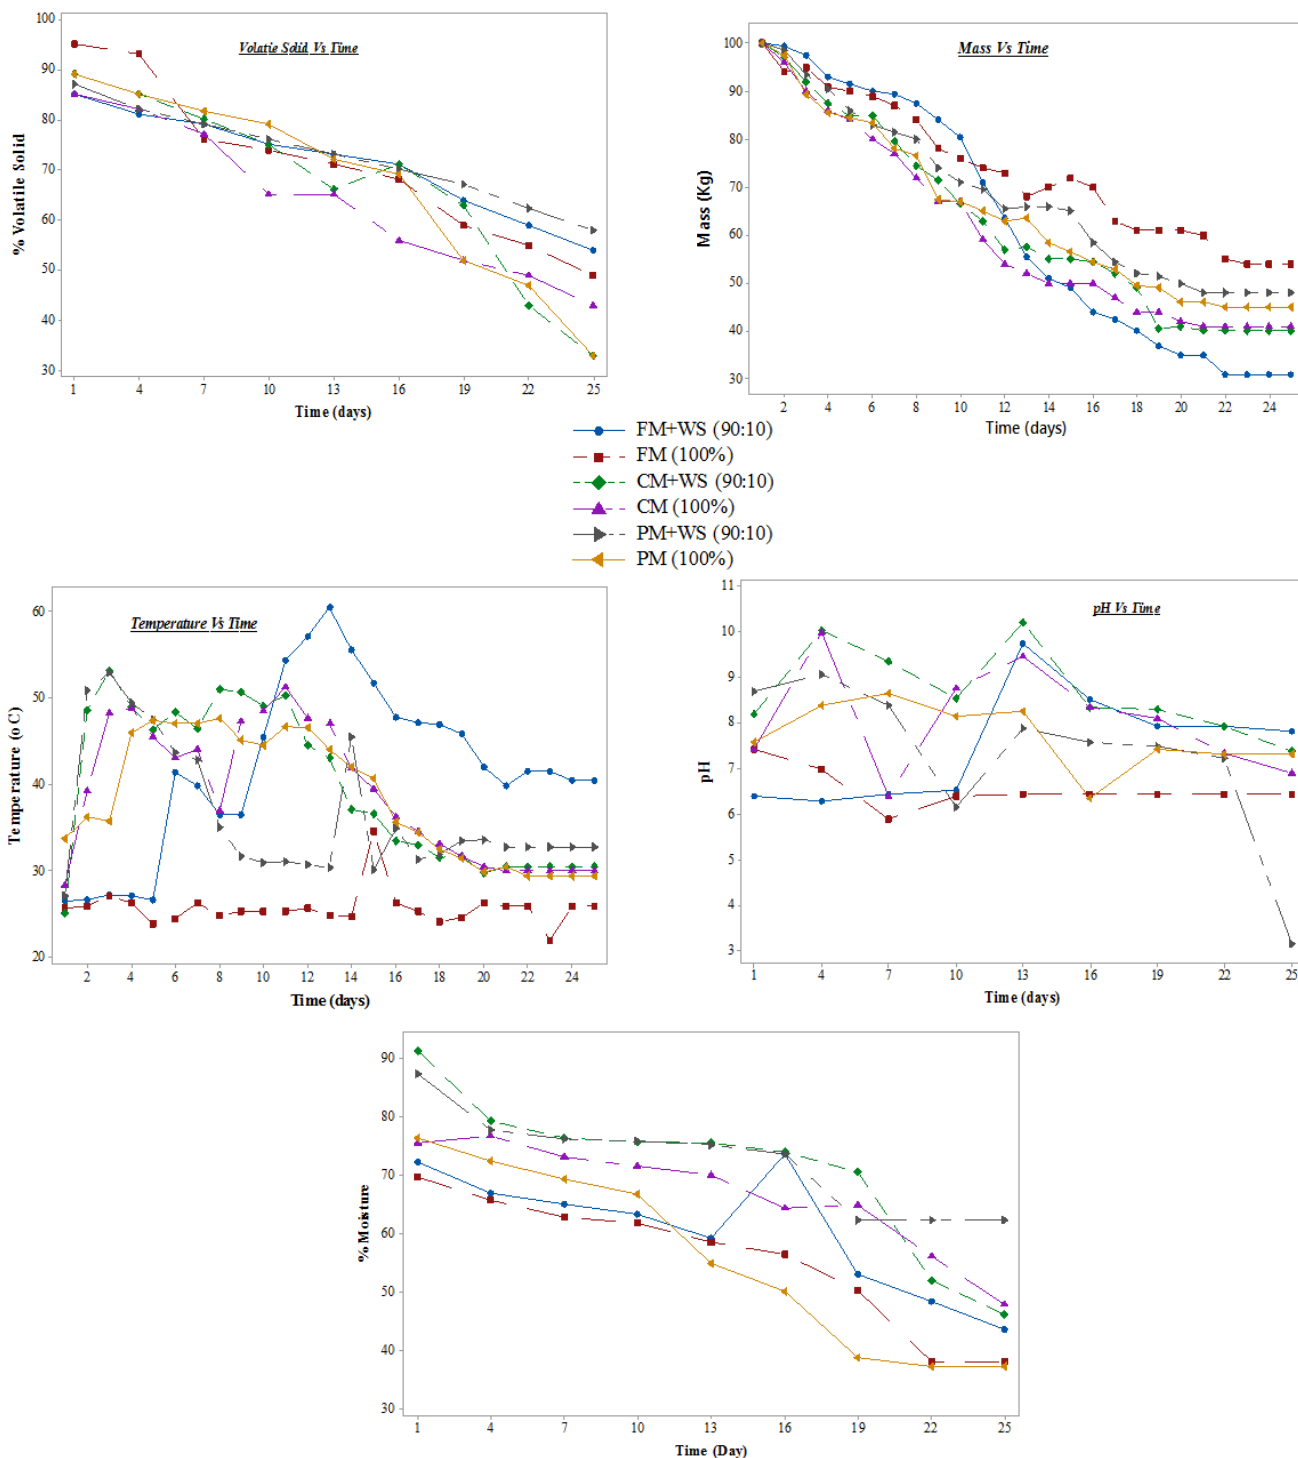 Volatie Solid Vs Time
% Volatile Solid
100
90
80
70
60
50
40
30
1 4 7 10 13 16 19 22 25
Time (days)
Mass Vs Time
Mass (Kg)
100
90
80
70
60
50
40
30
2 4 6 8 10 12 14 16 18 20 22 24
Time (days)
FM+WS (90:10)
FM (100%)
CM+WS (90:10)
CM (100%)
PM+WS (90:10)
PM (100%)
Temperature Vs Time
Temperature (o C)
60
50
40
30
20
2 4 6 8 10 12 14 16 18 20 22 24
Time (days)
pH Vs Time
pH
11
10
9
8
7
6
5
4
3
1 4 7 10 13 16 19 22 25
Time (days)
% Moisture
90
80
70
60
50
40
30
1 4 7 10 13 16 19 22 25
Time (Day)